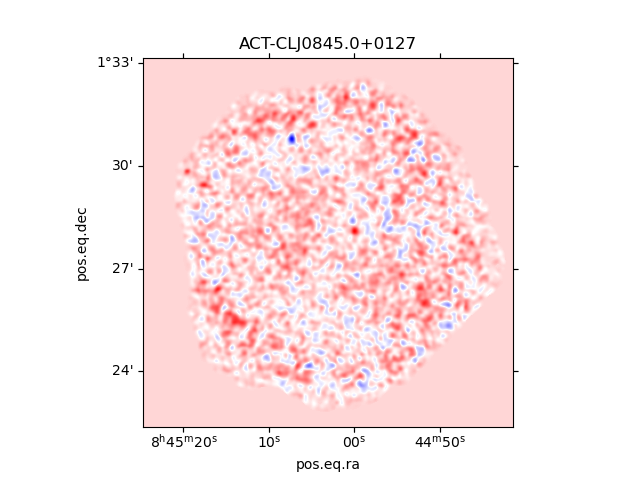 ACT-CLJ0845.0+0127
1°33'
30'
27'
24'
pos.eq.dec
8ʰ45ᵐ20ˢ 10ˢ 00ˢ 44ᵐ50ˢ
pos.eq.ra